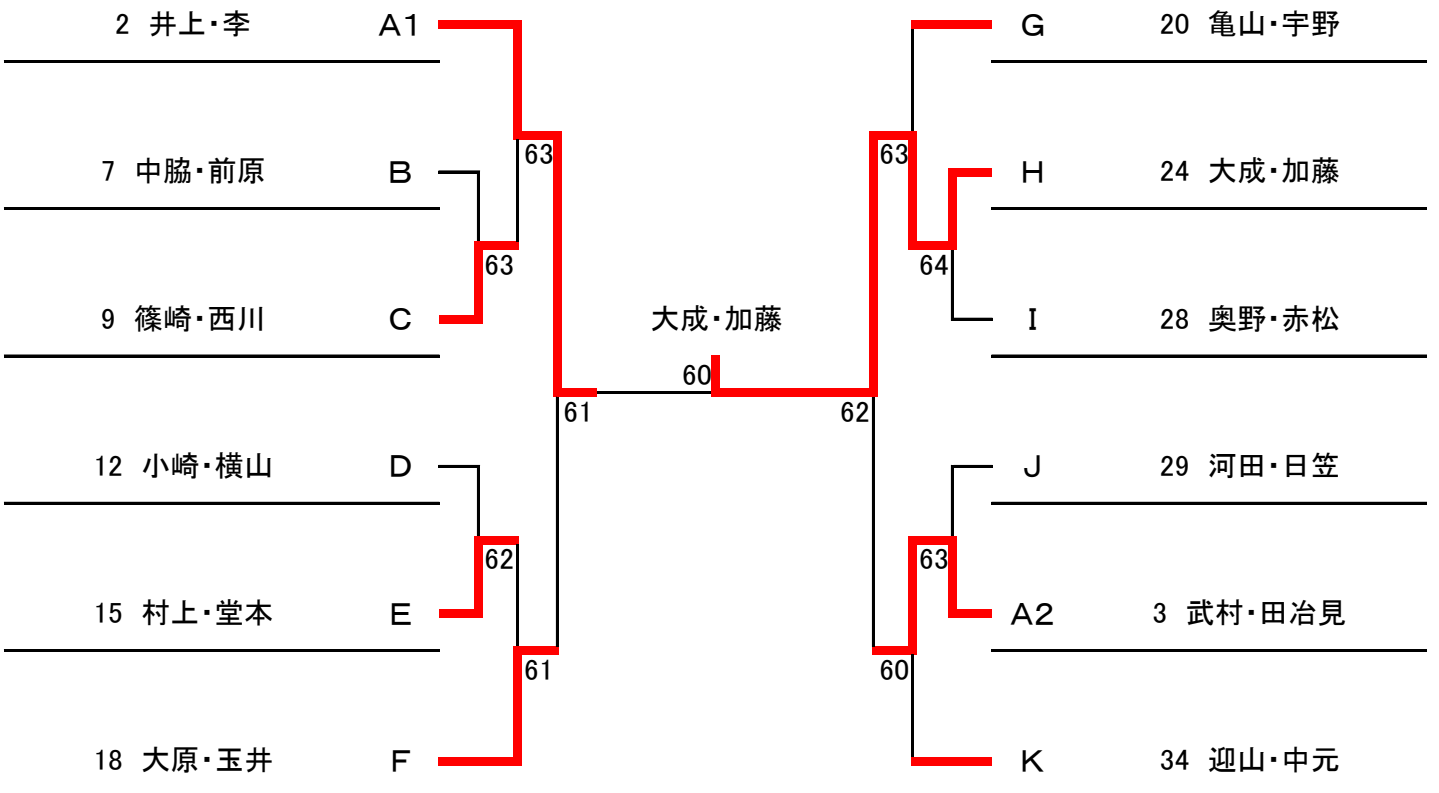 2 井上・李 A1
G 20 亀山・宇野
63
63
7 中脇・前原 B
H 24 大成・加藤
63
64
9 篠崎・西川 C
大成・加藤
I 28 奥野・赤松
60
61
62
12 小崎・横山 D
J 29 河田・日笠
62
63
15 村上・堂本 E
A2 3 武村・田冶見
61
60
18 大原・玉井 F
K 34 迎山・中元